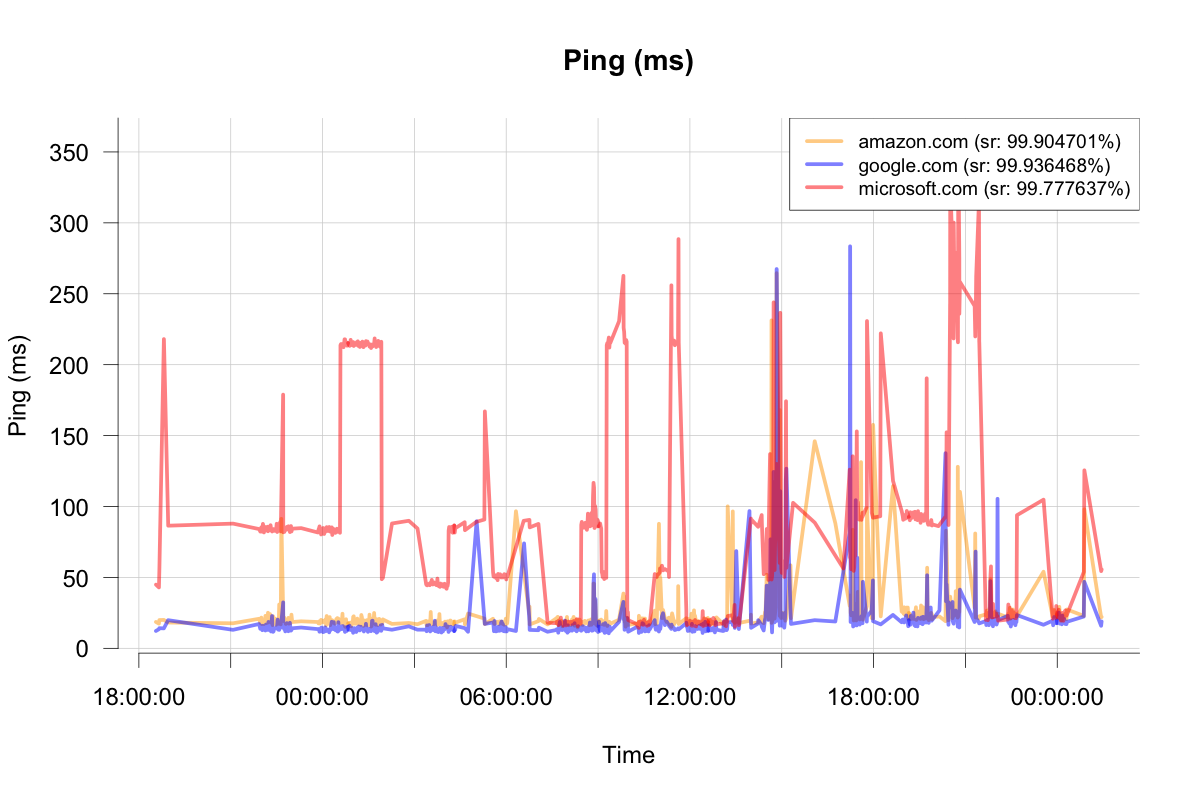 Ping (ms)
amazon.com (sr: 99.904701%)
google.com (sr: 99.936468%)
microsoft.com (sr: 99.777637%)
350
300
250
200
150
100
50
0
Ping (ms)
18:00:00 00:00:00 06:00:00 12:00:00 18:00:00 00:00:00
Time